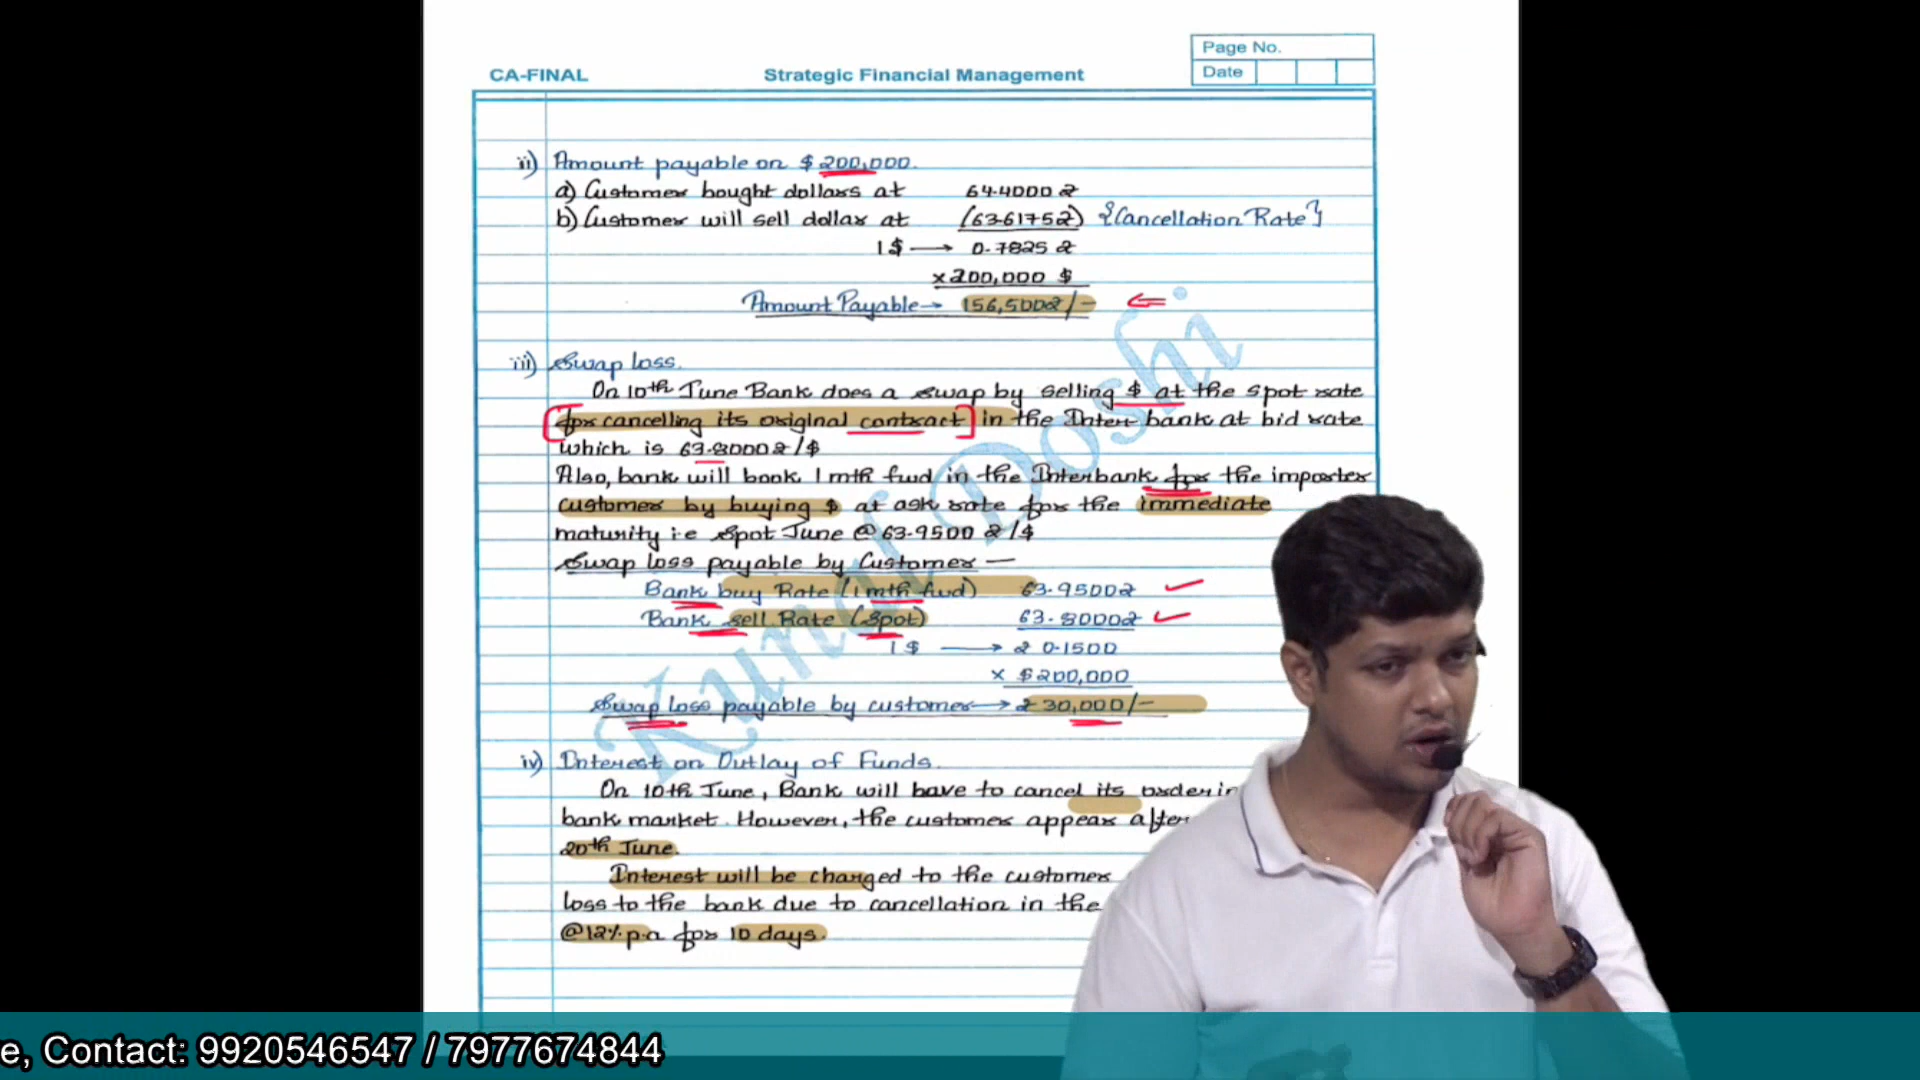 Page No.
CA-FINAL Strategic Financial Management Date
ii) Amount payable on $ 200,000.
a) Customer bought dollars at 64.4000 ₹
b) Customer will sell dollar at (63.6175₹) {Cancellation Rate}
1$ → 0.7825 ₹
×200,000 $
Amount Payable → 156,500₹/-
iii) Swap loss.
On 10th June Bank does a swap by selling $ at the spot rate
for cancelling its original contract] in the Inter bank at bid rate
which is 63.8000₹/$
Also, bank will book 1 mth fwd in the Interbank for the importer
customer by buying $ at ask rate for the immediate
maturity i.e Spot June @ 63.9500 ₹/$
Swap loss payable by Customer —
Bank buy Rate (1 mth fwd) 63.9500₹
Bank sell Rate (Spot) 63.8000₹
1$ → ₹ 0.1500
× $200,000
Swap loss payable by customer → ₹ 30,000/-
iv) Interest on Outlay of Funds.
On 10th June, Bank will have to cancel its order in
bank market. However, the customer appear after
20th June.
Interest will be charged to the customer
loss to the bank due to cancellation in the
@12% p.a for 10 days.
Kunal Doshi
e, Contact: 9920546547 / 7977674844